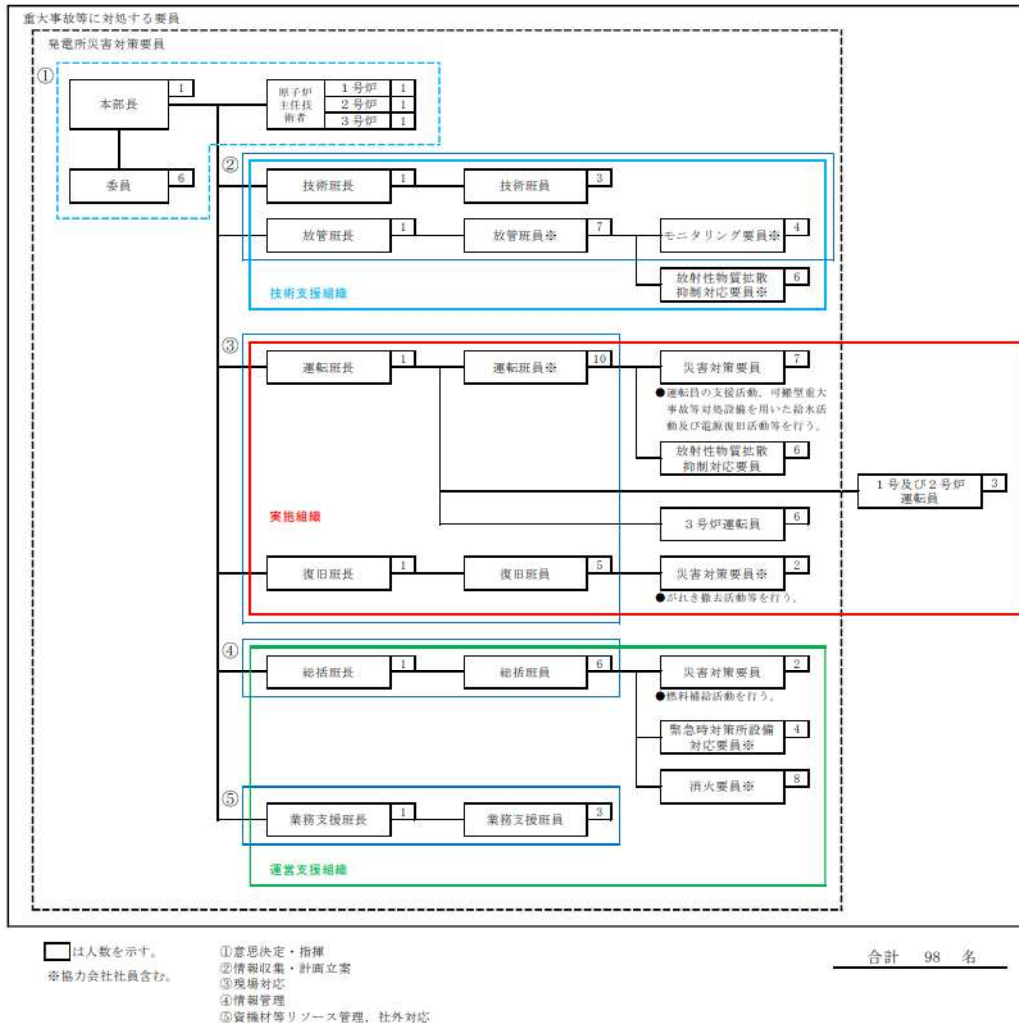 重大事故等に対処する要員
発電所災害対策要員
①
本部長
1
原子炉
主任技
術者
1号炉 1
2号炉 1
3号炉 1
委員
6
②
技術班長
1
技術班員
3
放管班長
1
放管班員※
7
モニタリング要員※
4
放射性物質拡散
抑制対応要員※
6
技術支援組織
③
運転班長
1
運転班員※
10
災害対策要員
7
●運転員の支援活動、可搬型重大
事故等対処設備を用いた給水活
動及び電源復旧活動等を行う。
放射性物質拡散
抑制対応要員
6
1号及び2号炉
運転員
3
3号炉運転員
6
実施組織
復旧班長
1
復旧班員
5
災害対策要員※
2
●がれき撤去活動等を行う。
④
総括班長
1
総括班員
6
災害対策要員
2
●燃料補給活動を行う。
緊急時対策所設備
対応要員※
4
消火要員※
8
⑤
業務支援班長
1
業務支援班員
3
運営支援組織
は人数を示す。
※協力会社社員含む。
①意思決定・指揮
②情報収集・計画立案
③現場対応
④情報管理
⑤資機材等リソース管理、社外対応
合計 98 名